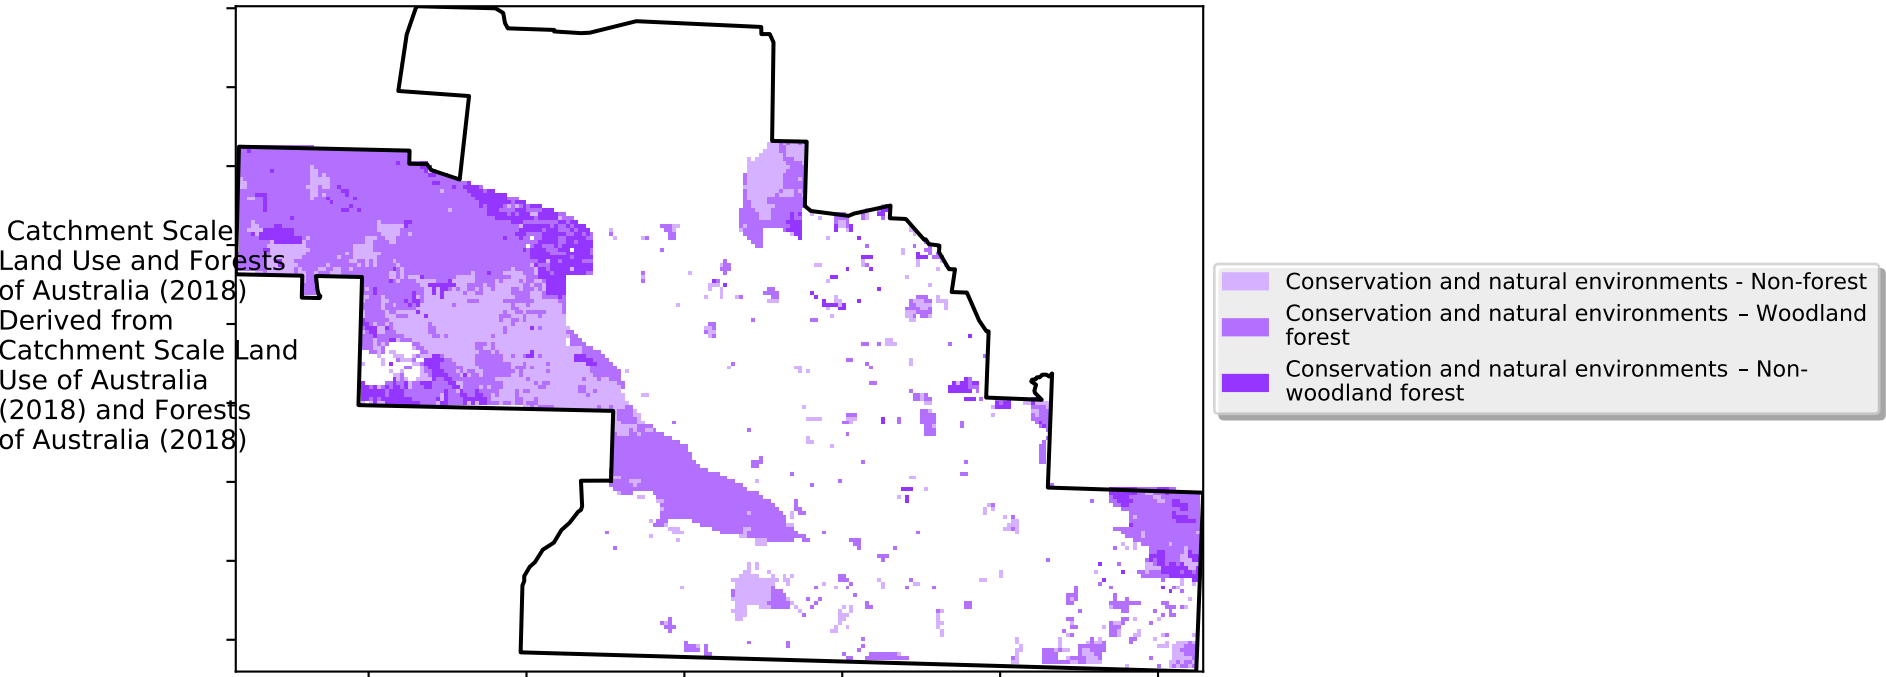 Catchment Scale
Land Use and Forests
of Australia (2018)
Derived from
Catchment Scale Land
Use of Australia
(2018) and Forests
of Australia (2018)
Conservation and natural environments - Non-forest
Conservation and natural environments – Woodland
forest
Conservation and natural environments – Non-
woodland forest